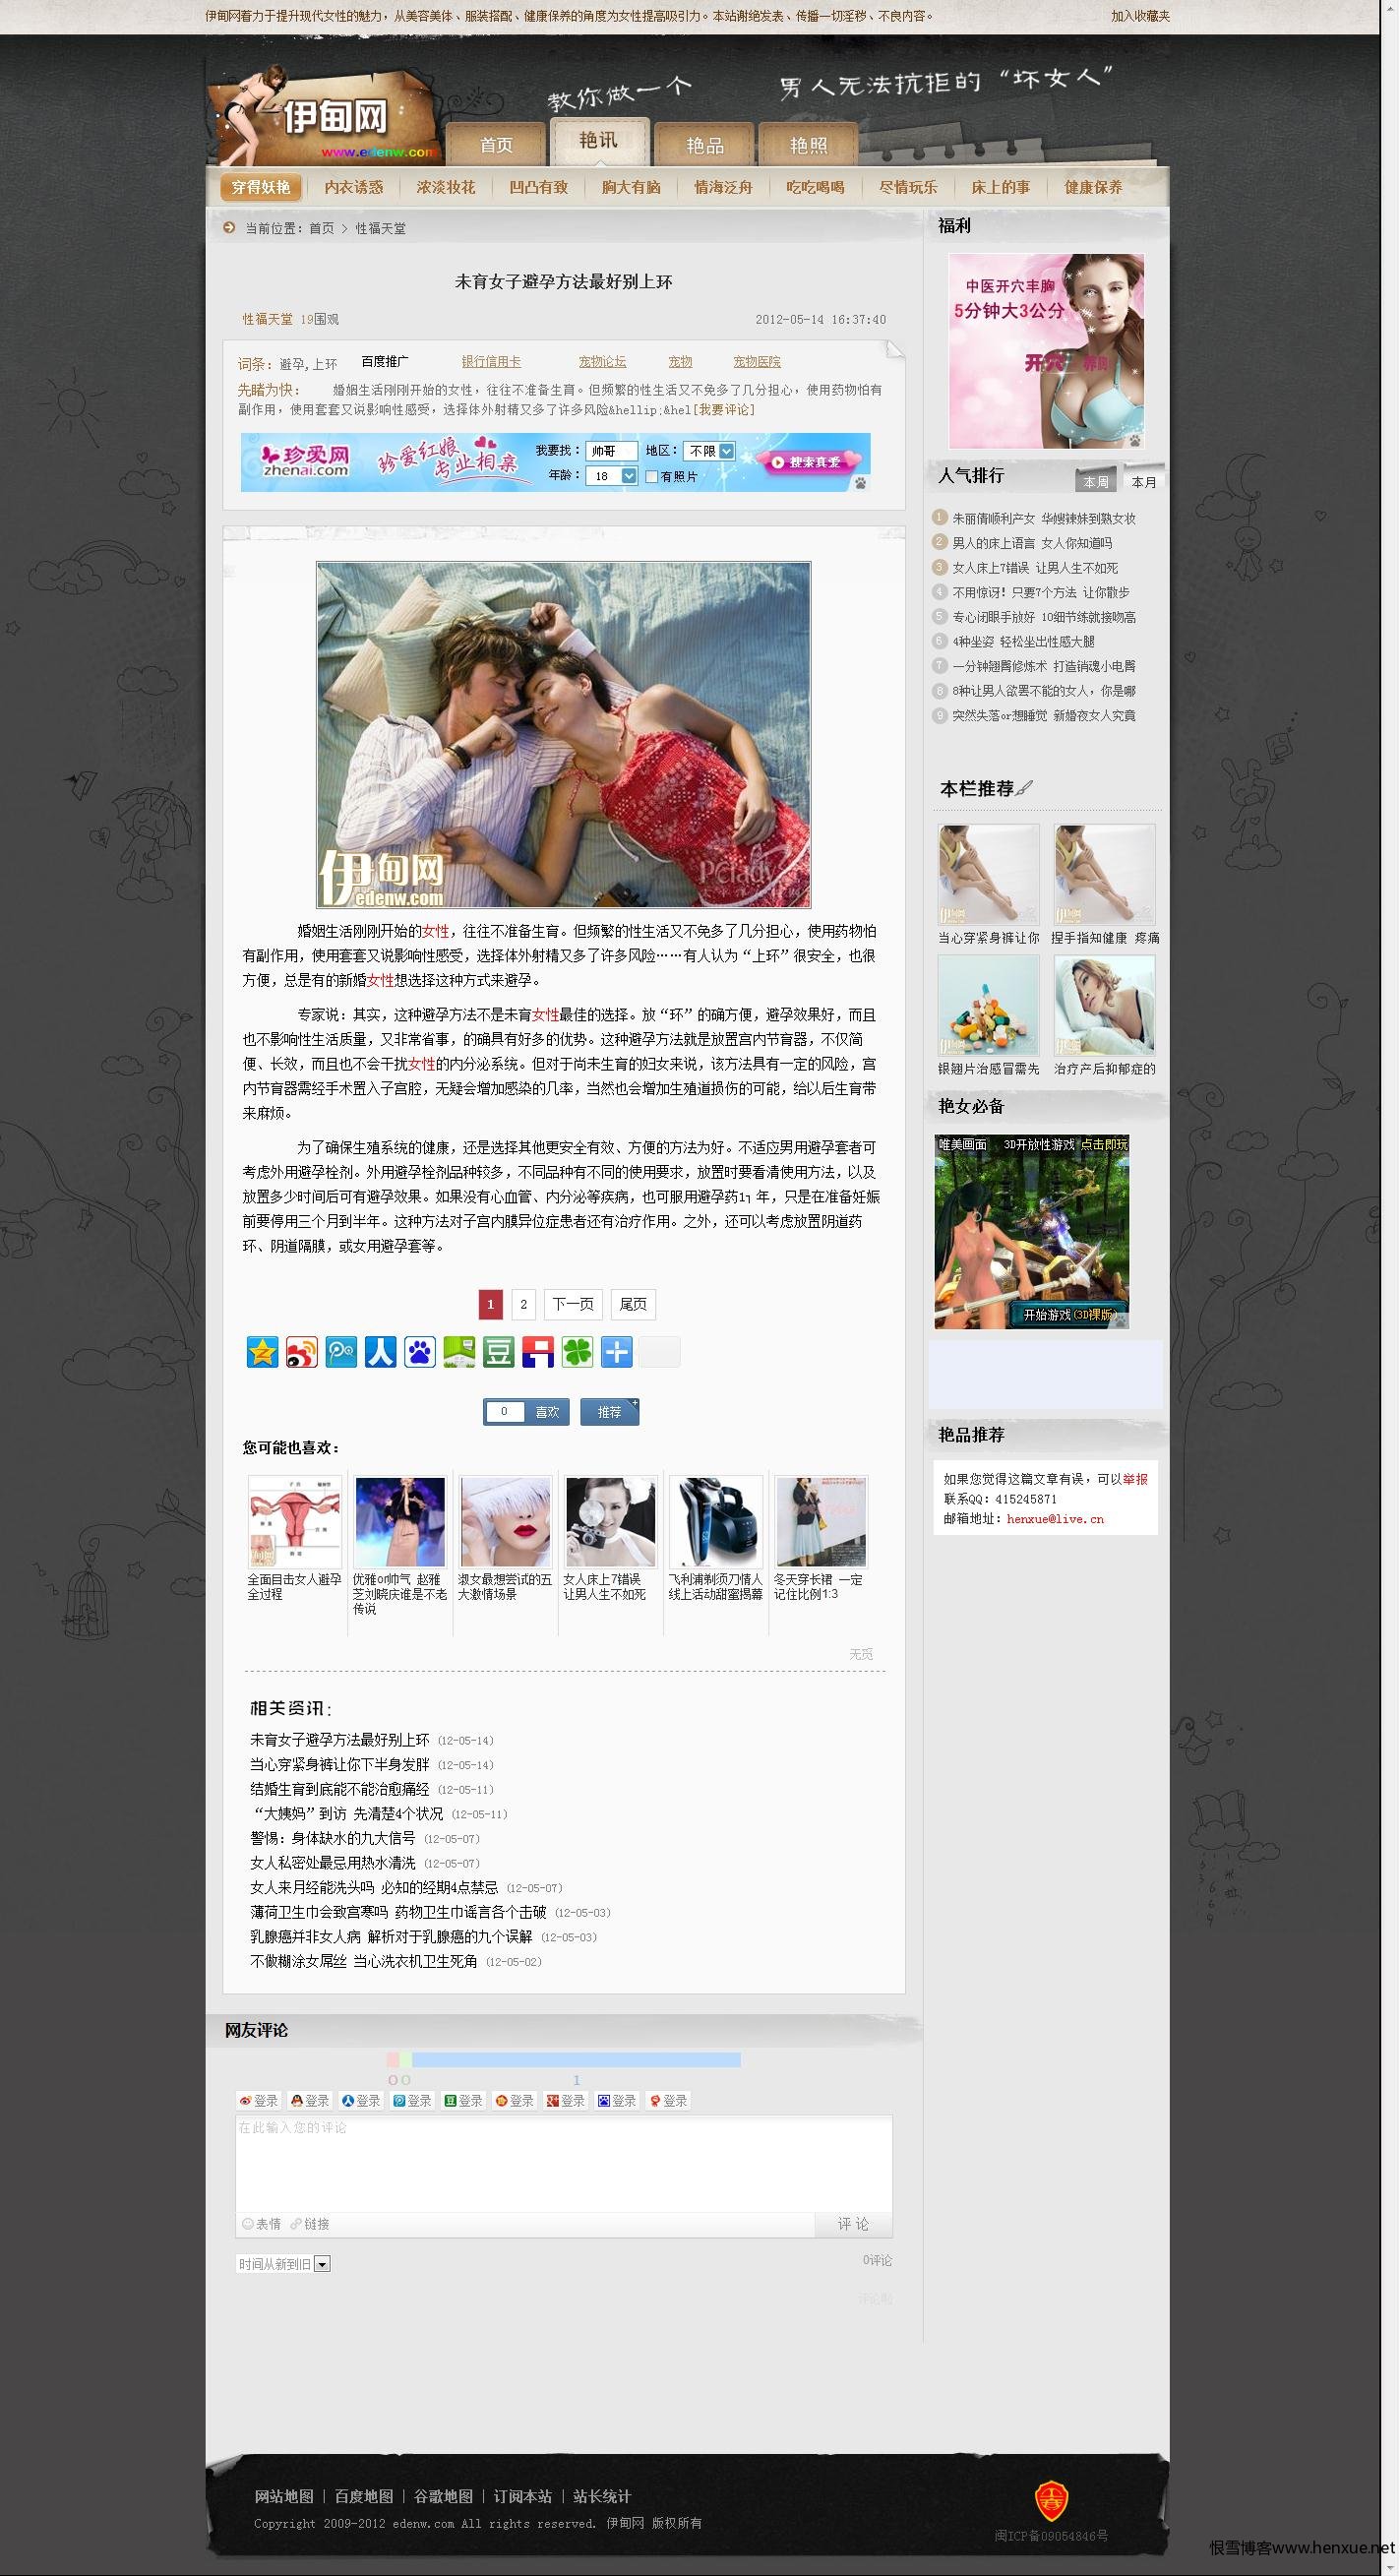 伊甸网着力于提升现代女性的魅力，从美容美体、服装搭配、健康保养的角度为女性提高吸引力。本站谢绝发表、传播一切淫秽、不良内容。
加入收藏夹
教你做一个 男人无法抗拒的“坏女人”
伊甸网
www.edenw.com
首页 艳讯 艳品 艳照
穿得妖艳 内衣诱惑 浓淡妆花 凹凸有致 胸大有脑 情海泛舟 吃吃喝喝 尽情玩乐 床上的事 健康保养
当前位置：首页 > 性福天堂
未育女子避孕方法最好别上环
性福天堂 19围观
2012-05-14 16:37:40
词条：避孕,上环 百度推广 银行信用卡 宠物论坛 宠物 宠物医院
先睹为快： 婚姻生活刚刚开始的女性，往往不准备生育。但频繁的性生活又不免多了几分担心，使用药物怕有
副作用，使用套套又说影响性感受，选择体外射精又多了许多风险&hellip;&hel[我要评论]
珍爱网
zhenai.com
珍爱红娘
专业相亲
我要找：帅哥 地区：不限
年龄：18 有照片
搜索真爱
伊甸网
edenw.com
PClady
婚姻生活刚刚开始的女性，往往不准备生育。但频繁的性生活又不免多了几分担心，使用药物怕
有副作用，使用套套又说影响性感受，选择体外射精又多了许多风险……有人认为“上环”很安全，也很
方便，总是有的新婚女性想选择这种方式来避孕。
专家说：其实，这种避孕方法不是未育女性最佳的选择。放“环”的确方便，避孕效果好，而且
也不影响性生活质量，又非常省事，的确具有好多的优势。这种避孕方法就是放置宫内节育器，不仅简
便、长效，而且也不会干扰女性的内分泌系统。但对于尚未生育的妇女来说，该方法具有一定的风险，宫
内节育器需经手术置入子宫腔，无疑会增加感染的几率，当然也会增加生殖道损伤的可能，给以后生育带
来麻烦。
为了确保生殖系统的健康，还是选择其他更安全有效、方便的方法为好。不适应男用避孕套者可
考虑外用避孕栓剂。外用避孕栓剂品种较多，不同品种有不同的使用要求，放置时要看清使用方法，以及
放置多少时间后可有避孕效果。如果没有心血管、内分泌等疾病，也可服用避孕药1┐年，只是在准备妊娠
前要停用三个月到半年。这种方法对子宫内膜异位症患者还有治疗作用。之外，还可以考虑放置阴道药
环、阴道隔膜，或女用避孕套等。
1 2 下一页 尾页
0 喜欢 推荐
您可能也喜欢：
全面目击女人避孕
全过程
优雅or帅气 赵雅
芝刘晓庆谁是不老
传说
淑女最想尝试的五
大激情场景
女人床上7错误
让男人生不如死
飞利浦剃须刀情人
线上活动甜蜜揭幕
冬天穿长裙 一定
记住比例1:3
无觅
相关资讯：
未育女子避孕方法最好别上环 (12-05-14)
当心穿紧身裤让你下半身发胖 (12-05-14)
结婚生育到底能不能治愈痛经 (12-05-11)
“大姨妈”到访 先清楚4个状况 (12-05-11)
警惕：身体缺水的九大信号 (12-05-07)
女人私密处最忌用热水清洗 (12-05-07)
女人来月经能洗头吗 必知的经期4点禁忌 (12-05-07)
薄荷卫生巾会致宫寒吗 药物卫生巾谣言各个击破 (12-05-03)
乳腺癌并非女人病 解析对于乳腺癌的九个误解 (12-05-03)
不做糊涂女屌丝 当心洗衣机卫生死角 (12-05-02)
网友评论
0 0 1
登录 登录 登录 登录 登录 登录 登录 登录 登录
在此输入您的评论
表情 链接 评 论
时间从新到旧
0评论
福利
中医开穴丰胸
5分钟大3公分
人气排行 本周 本月
1 朱丽倩顺利产女 华嫂辣妹到熟女妆
2 男人的床上语言 女人你知道吗
3 女人床上7错误 让男人生不如死
4 不用惊讶！只要7个方法 让你散步
5 专心闭眼手放好 10细节练就接吻高
6 4种坐姿 轻松坐出性感大腿
7 一分钟翘臀修炼术 打造销魂小电臀
8 8种让男人欲罢不能的女人，你是哪
9 突然失落or想睡觉 新婚夜女人究竟
本栏推荐
当心穿紧身裤让你 捏手指知健康 疼痛
银翘片治感冒需先 治疗产后抑郁症的
艳女必备
唯美画面 3D开放性游戏 点击即玩
开始游戏(3D裸版)
艳品推荐
如果您觉得这篇文章有误，可以举报
联系QQ：415245871
邮箱地址：henxue@live.cn
网站地图 | 百度地图 | 谷歌地图 | 订阅本站 | 站长统计
Copyright 2009-2012 edenw.com All rights reserved. 伊甸网 版权所有
闽ICP备09054846号
恨雪博客www.henxue.net